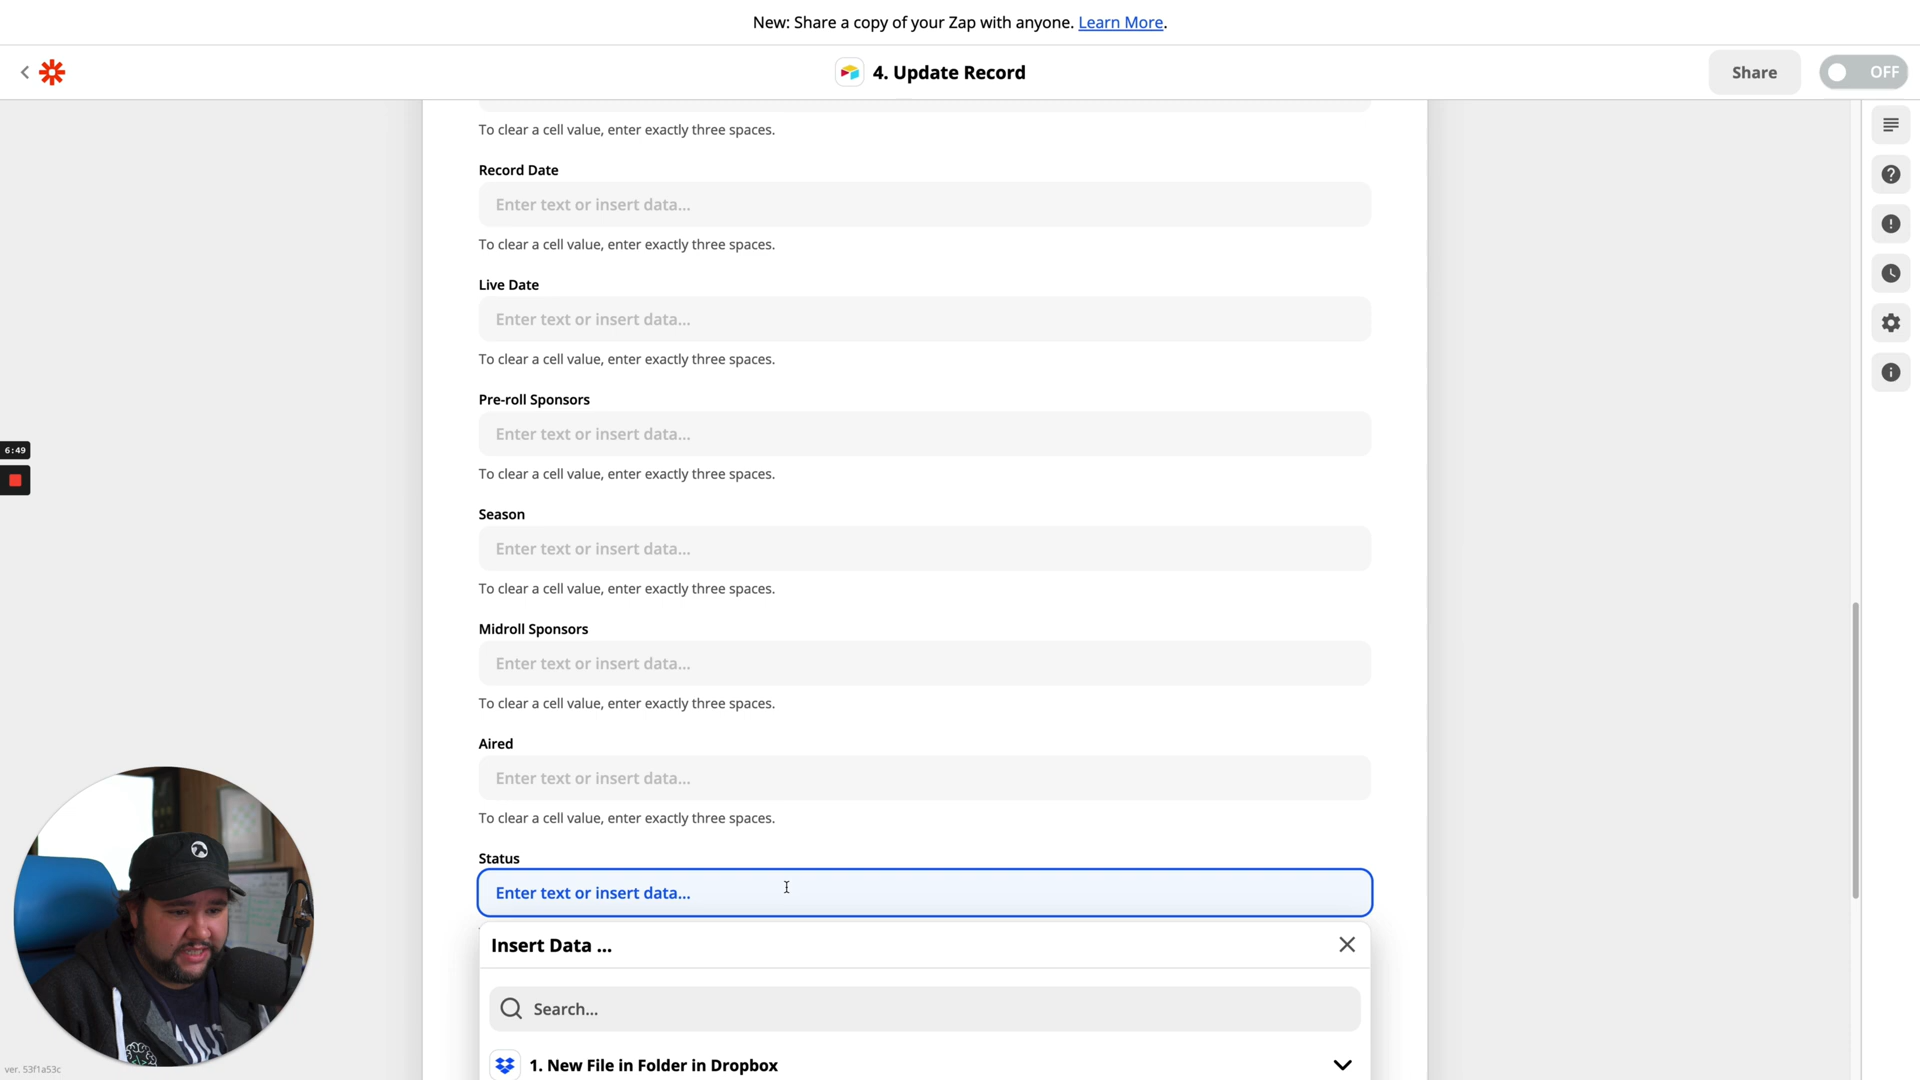 New: Share a copy of your Zap with anyone. Learn More.
4. Update Record
Share
OFF
To clear a cell value, enter exactly three spaces.
Record Date
Enter text or insert data...
To clear a cell value, enter exactly three spaces.
Live Date
Enter text or insert data...
To clear a cell value, enter exactly three spaces.
Pre-roll Sponsors
Enter text or insert data...
To clear a cell value, enter exactly three spaces.
6:49
Season
Enter text or insert data...
To clear a cell value, enter exactly three spaces.
Midroll Sponsors
Enter text or insert data...
To clear a cell value, enter exactly three spaces.
Aired
Enter text or insert data...
To clear a cell value, enter exactly three spaces.
Status
Enter text or insert data...
Insert Data ...
Search...
1. New File in Folder in Dropbox
ver. 53f1a53c